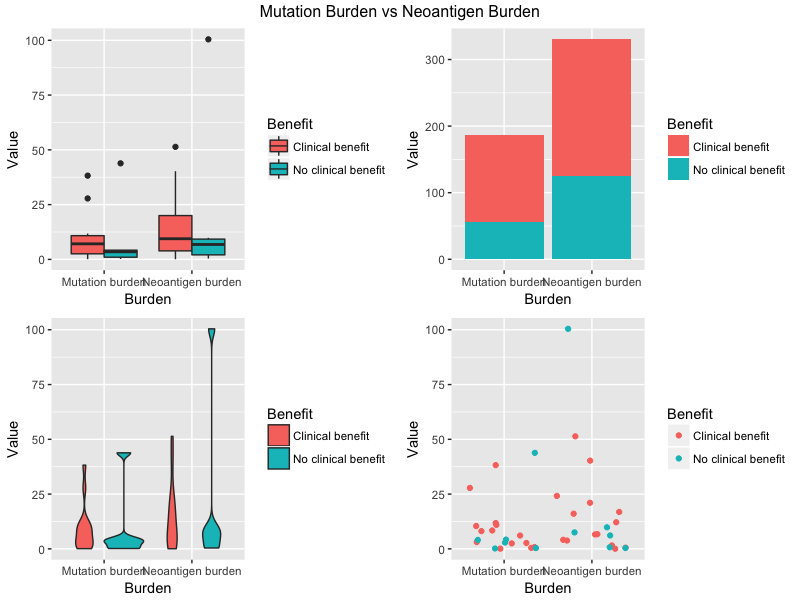 Mutation Burden vs Neoantigen Burden
100
75
50
25
0
Value
Mutation burden
Neoantigen burden
Burden
Benefit
Clinical benefit
No clinical benefit
300
200
100
0
Value
Mutation burden
Neoantigen burden
Burden
Benefit
Clinical benefit
No clinical benefit
100
75
50
25
0
Value
Mutation burden
Neoantigen burden
Burden
Benefit
Clinical benefit
No clinical benefit
100
75
50
25
0
Value
Mutation burden
Neoantigen burden
Burden
Benefit
Clinical benefit
No clinical benefit